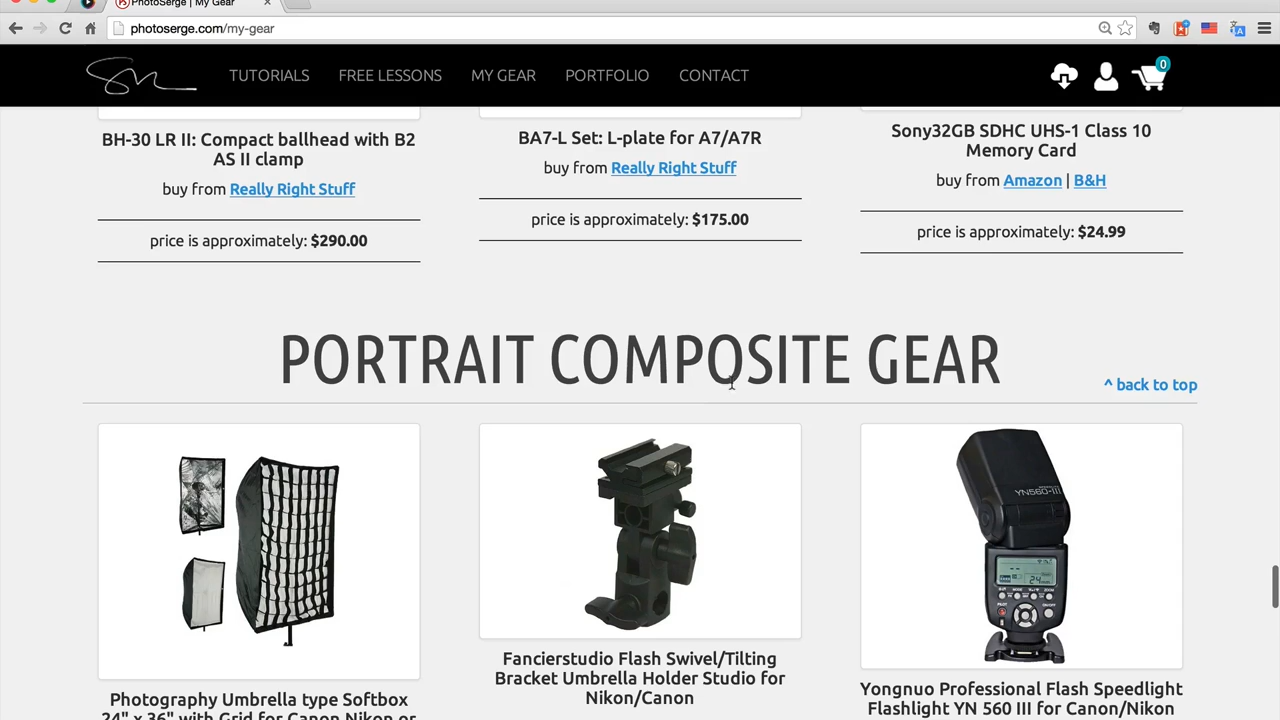 PhotoSerge | My Gear
photoserge.com/my-gear
TUTORIALS FREE LESSONS MY GEAR PORTFOLIO CONTACT
0
BH-30 LR II: Compact ballhead with B2
AS II clamp
buy from Really Right Stuff
price is approximately: $290.00
BA7-L Set: L-plate for A7/A7R
buy from Really Right Stuff
price is approximately: $175.00
Sony32GB SDHC UHS-1 Class 10
Memory Card
buy from Amazon | B&H
price is approximately: $24.99
PORTRAIT COMPOSITE GEAR
^ back to top
YN560-III
Photography Umbrella type Softbox
24" x 36" with Grid for Canon Nikon or
Fancierstudio Flash Swivel/Tilting
Bracket Umbrella Holder Studio for
Nikon/Canon
Yongnuo Professional Flash Speedlight
Flashlight YN 560 III for Canon/Nikon